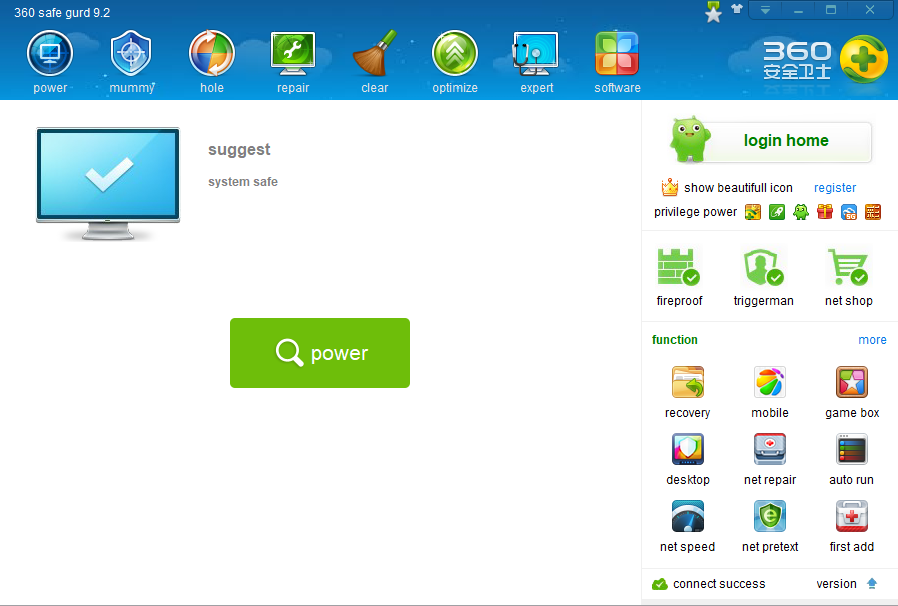 360 safe gurd 9.2
power
mummy
hole
repair
clear
optimize
expert
software
360
安全卫士
suggest
system safe
power
login home
show beautifull icon register
privilege power
5G
fireproof
triggerman
net shop
function more
recovery
mobile
game box
desktop
net repair
auto run
net speed
net pretext
first add
connect success version